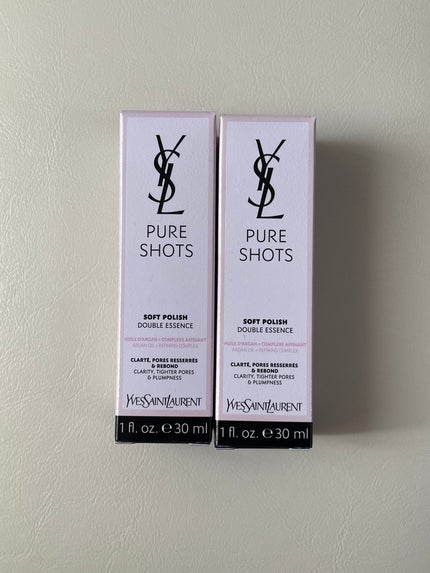 YSL
PURE
SHOTS
SOFT POLISH
DOUBLE ESSENCE
HUILE D'ARGAN + COMPLEXE AFFINANT
ARGAN OIL + REFINING COMPLEX
CLARTÉ, PORES RESSERRÉS
& REBOND
CLARITY, TIGHTER PORES
& PLUMPNESS
YVESSAINTLAURENT
1 fl. oz. ℮ 30 ml
YSL
PURE
SHOTS
SOFT POLISH
DOUBLE ESSENCE
HUILE D'ARGAN + COMPLEXE AFFINANT
ARGAN OIL + REFINING COMPLEX
CLARTÉ, PORES RESSERRÉS
& REBOND
CLARITY, TIGHTER PORES
& PLUMPNESS
YVESSAINTLAURENT
1 fl. oz. ℮ 30 ml